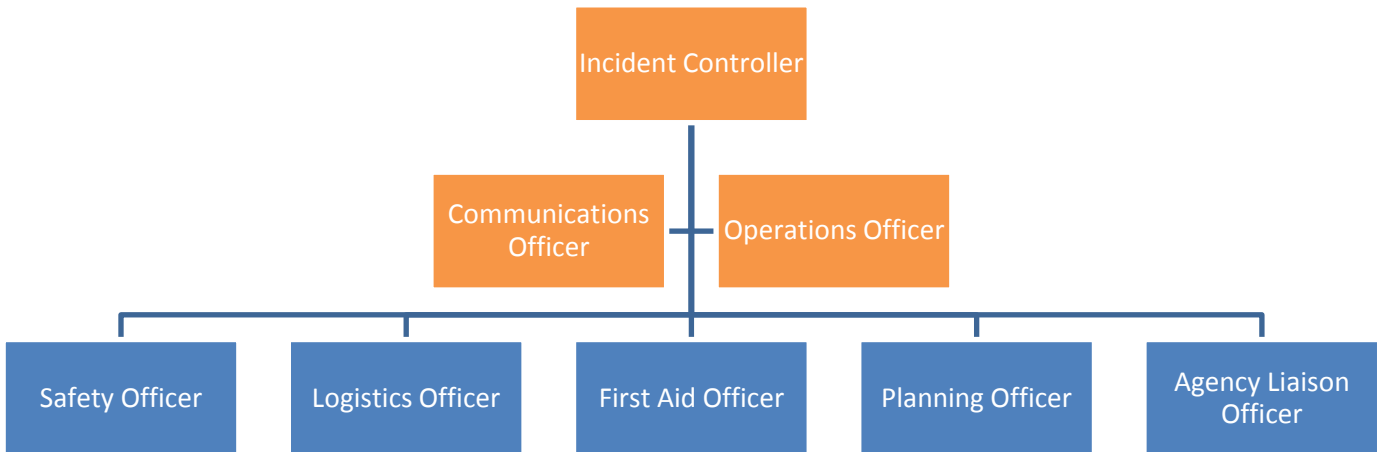 Incident Controller
Communications
Officer
Operations Officer
Safety Officer
Logistics Officer
First Aid Officer
Planning Officer
Agency Liaison
Officer